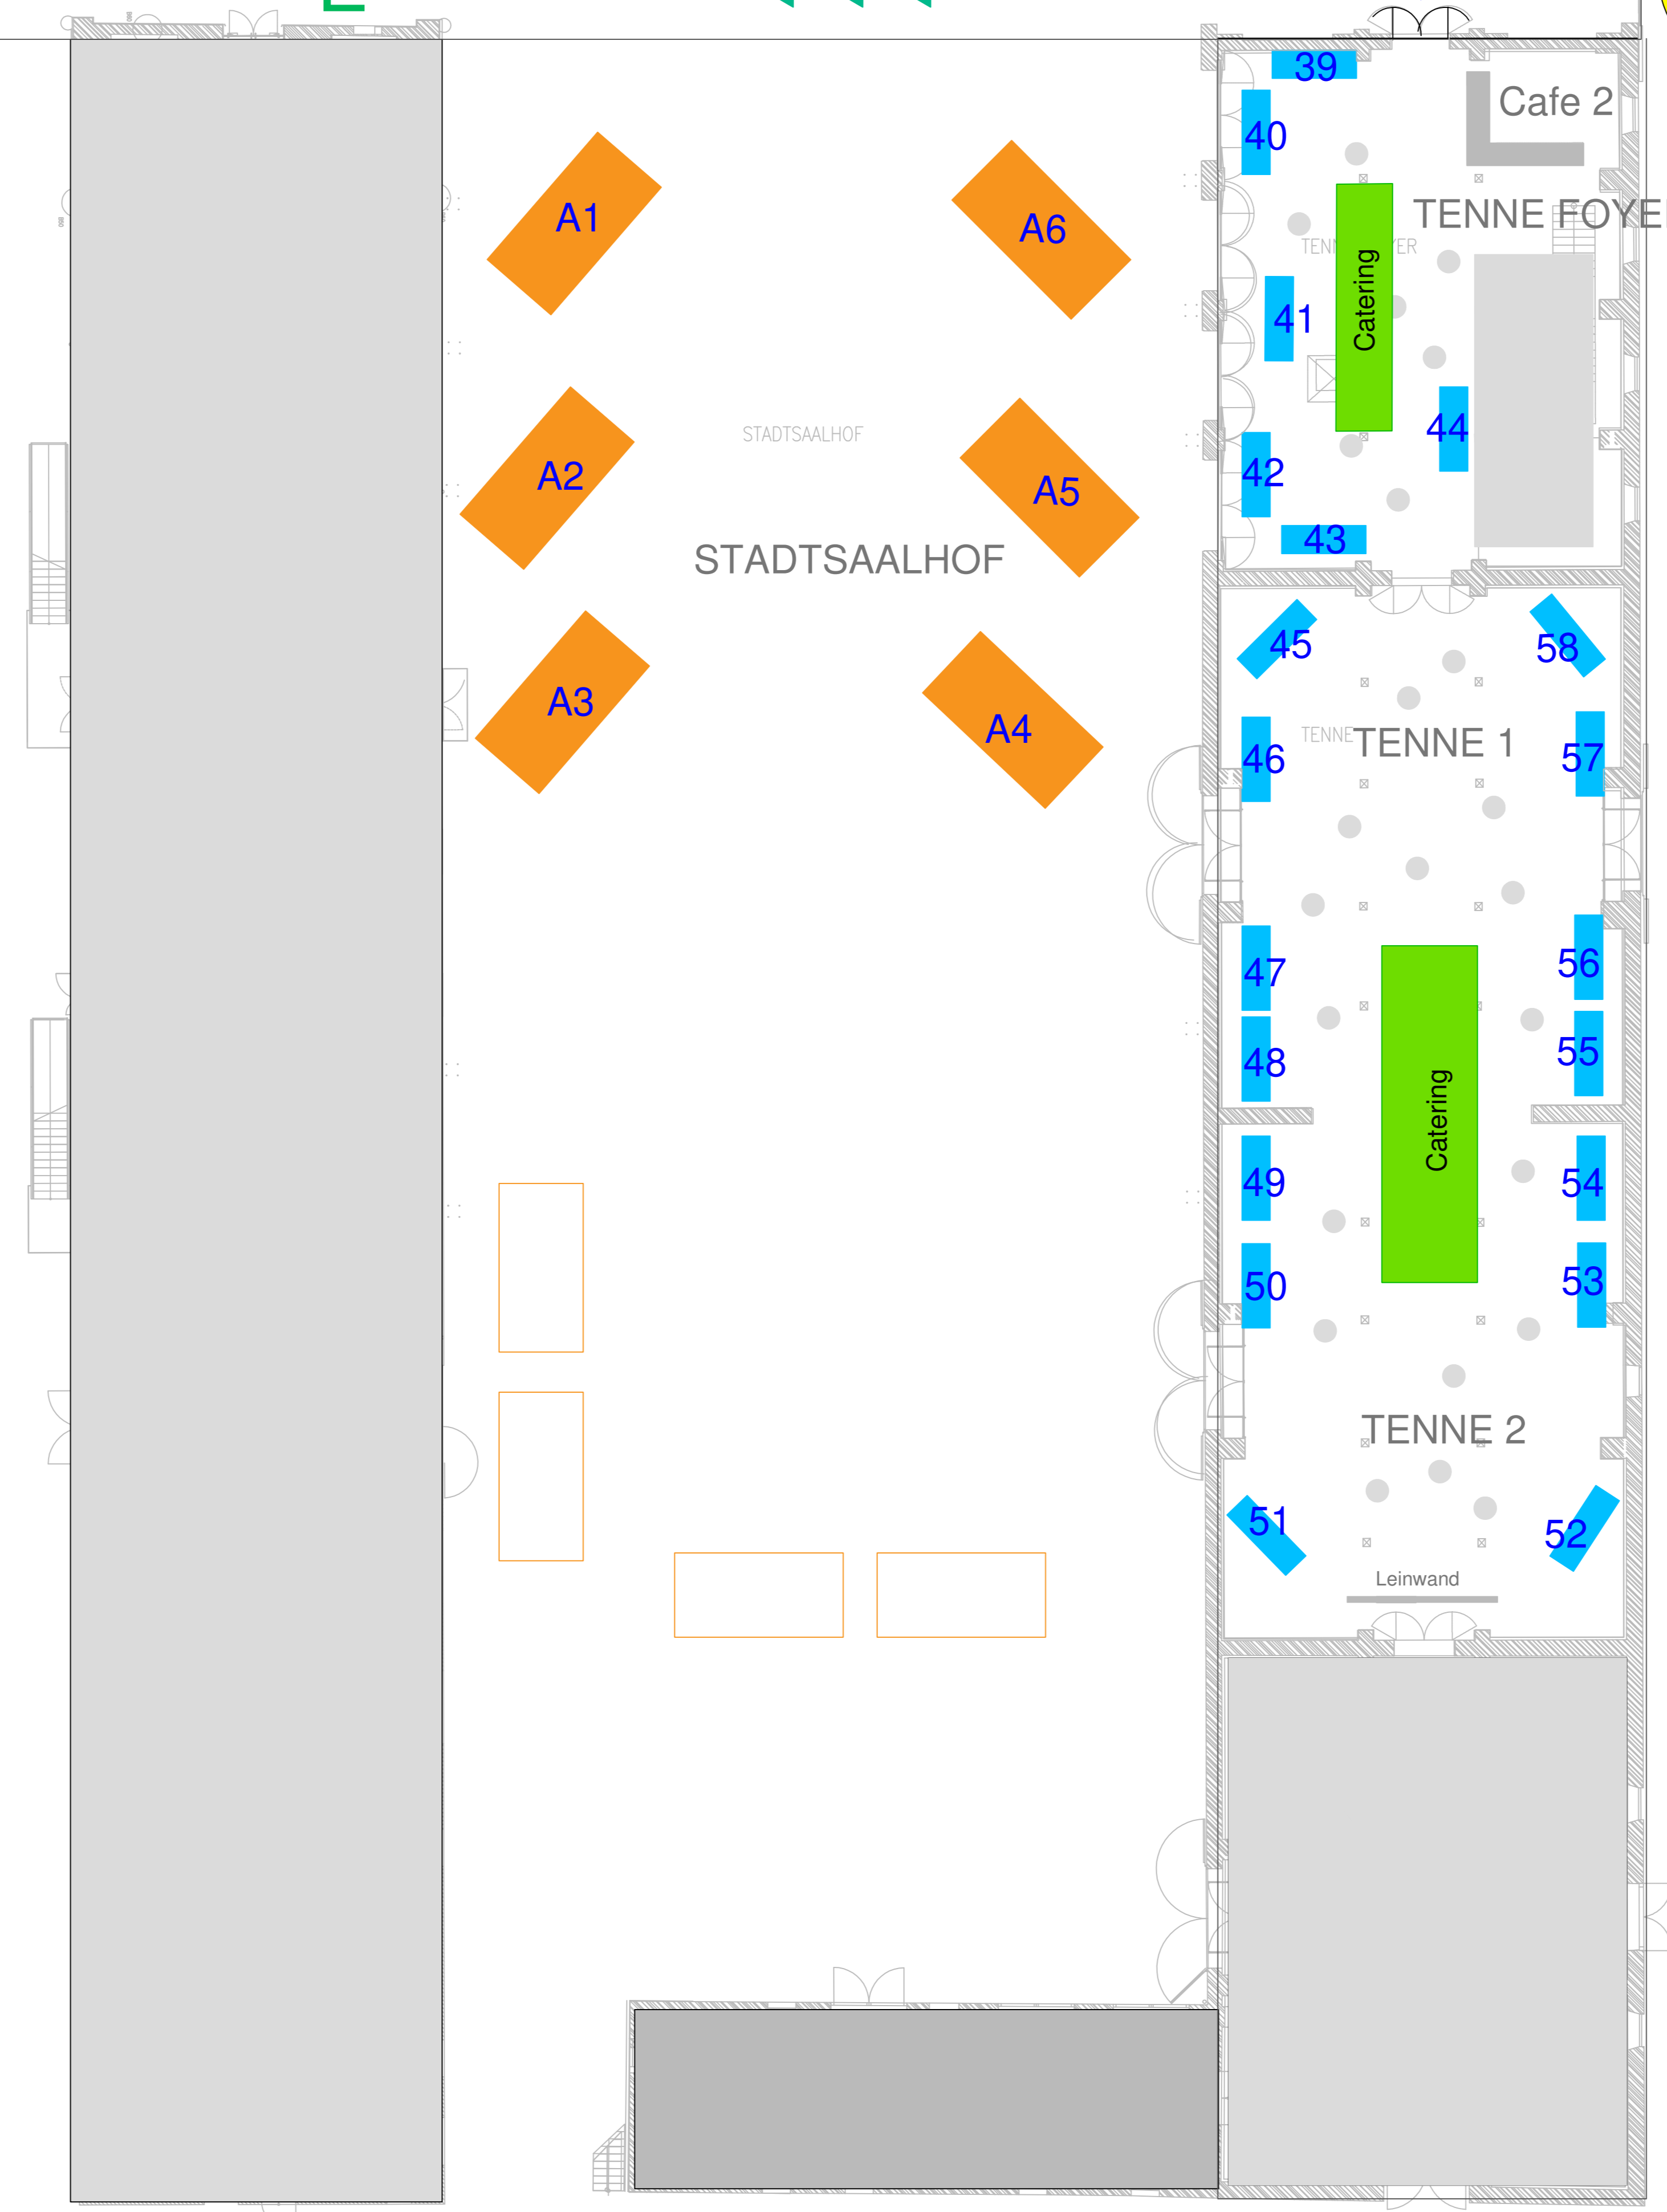 39
Cafe 2
40
A1
A6
TENNE FOYER
TENN
YER
Catering
41
44
STADTSAALHOF
42
A2
A5
43
STADTSAALHOF
45
58
A3
A4
TENNE
TENNE 1
46
57
47
56
48
55
Catering
49
54
50
53
TENNE 2
51
52
Leinwand